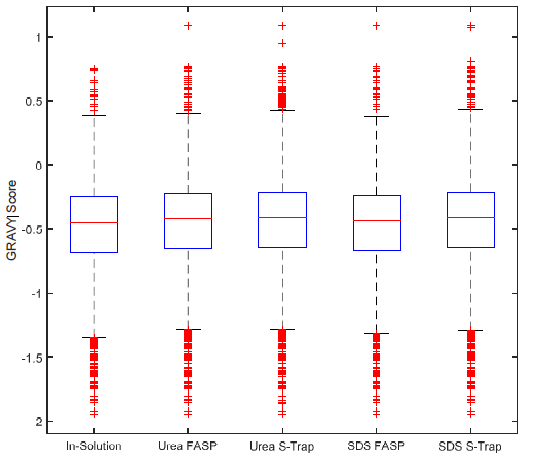 1
0.5
0
-0.5
-1
-1.5
2
GRAVY| Score
In-Solution
Urea FASP
Urea S-Trap
SDS FASP
SDS S-Trap